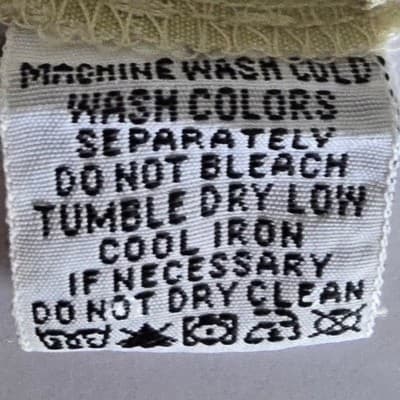 MACHINE WASH COLD
WASH COLORS
SEPARATELY
DO NOT BLEACH
TUMBLE DRY LOW
COOL IRON
IF NECESSARY
DO NOT DRY CLEAN